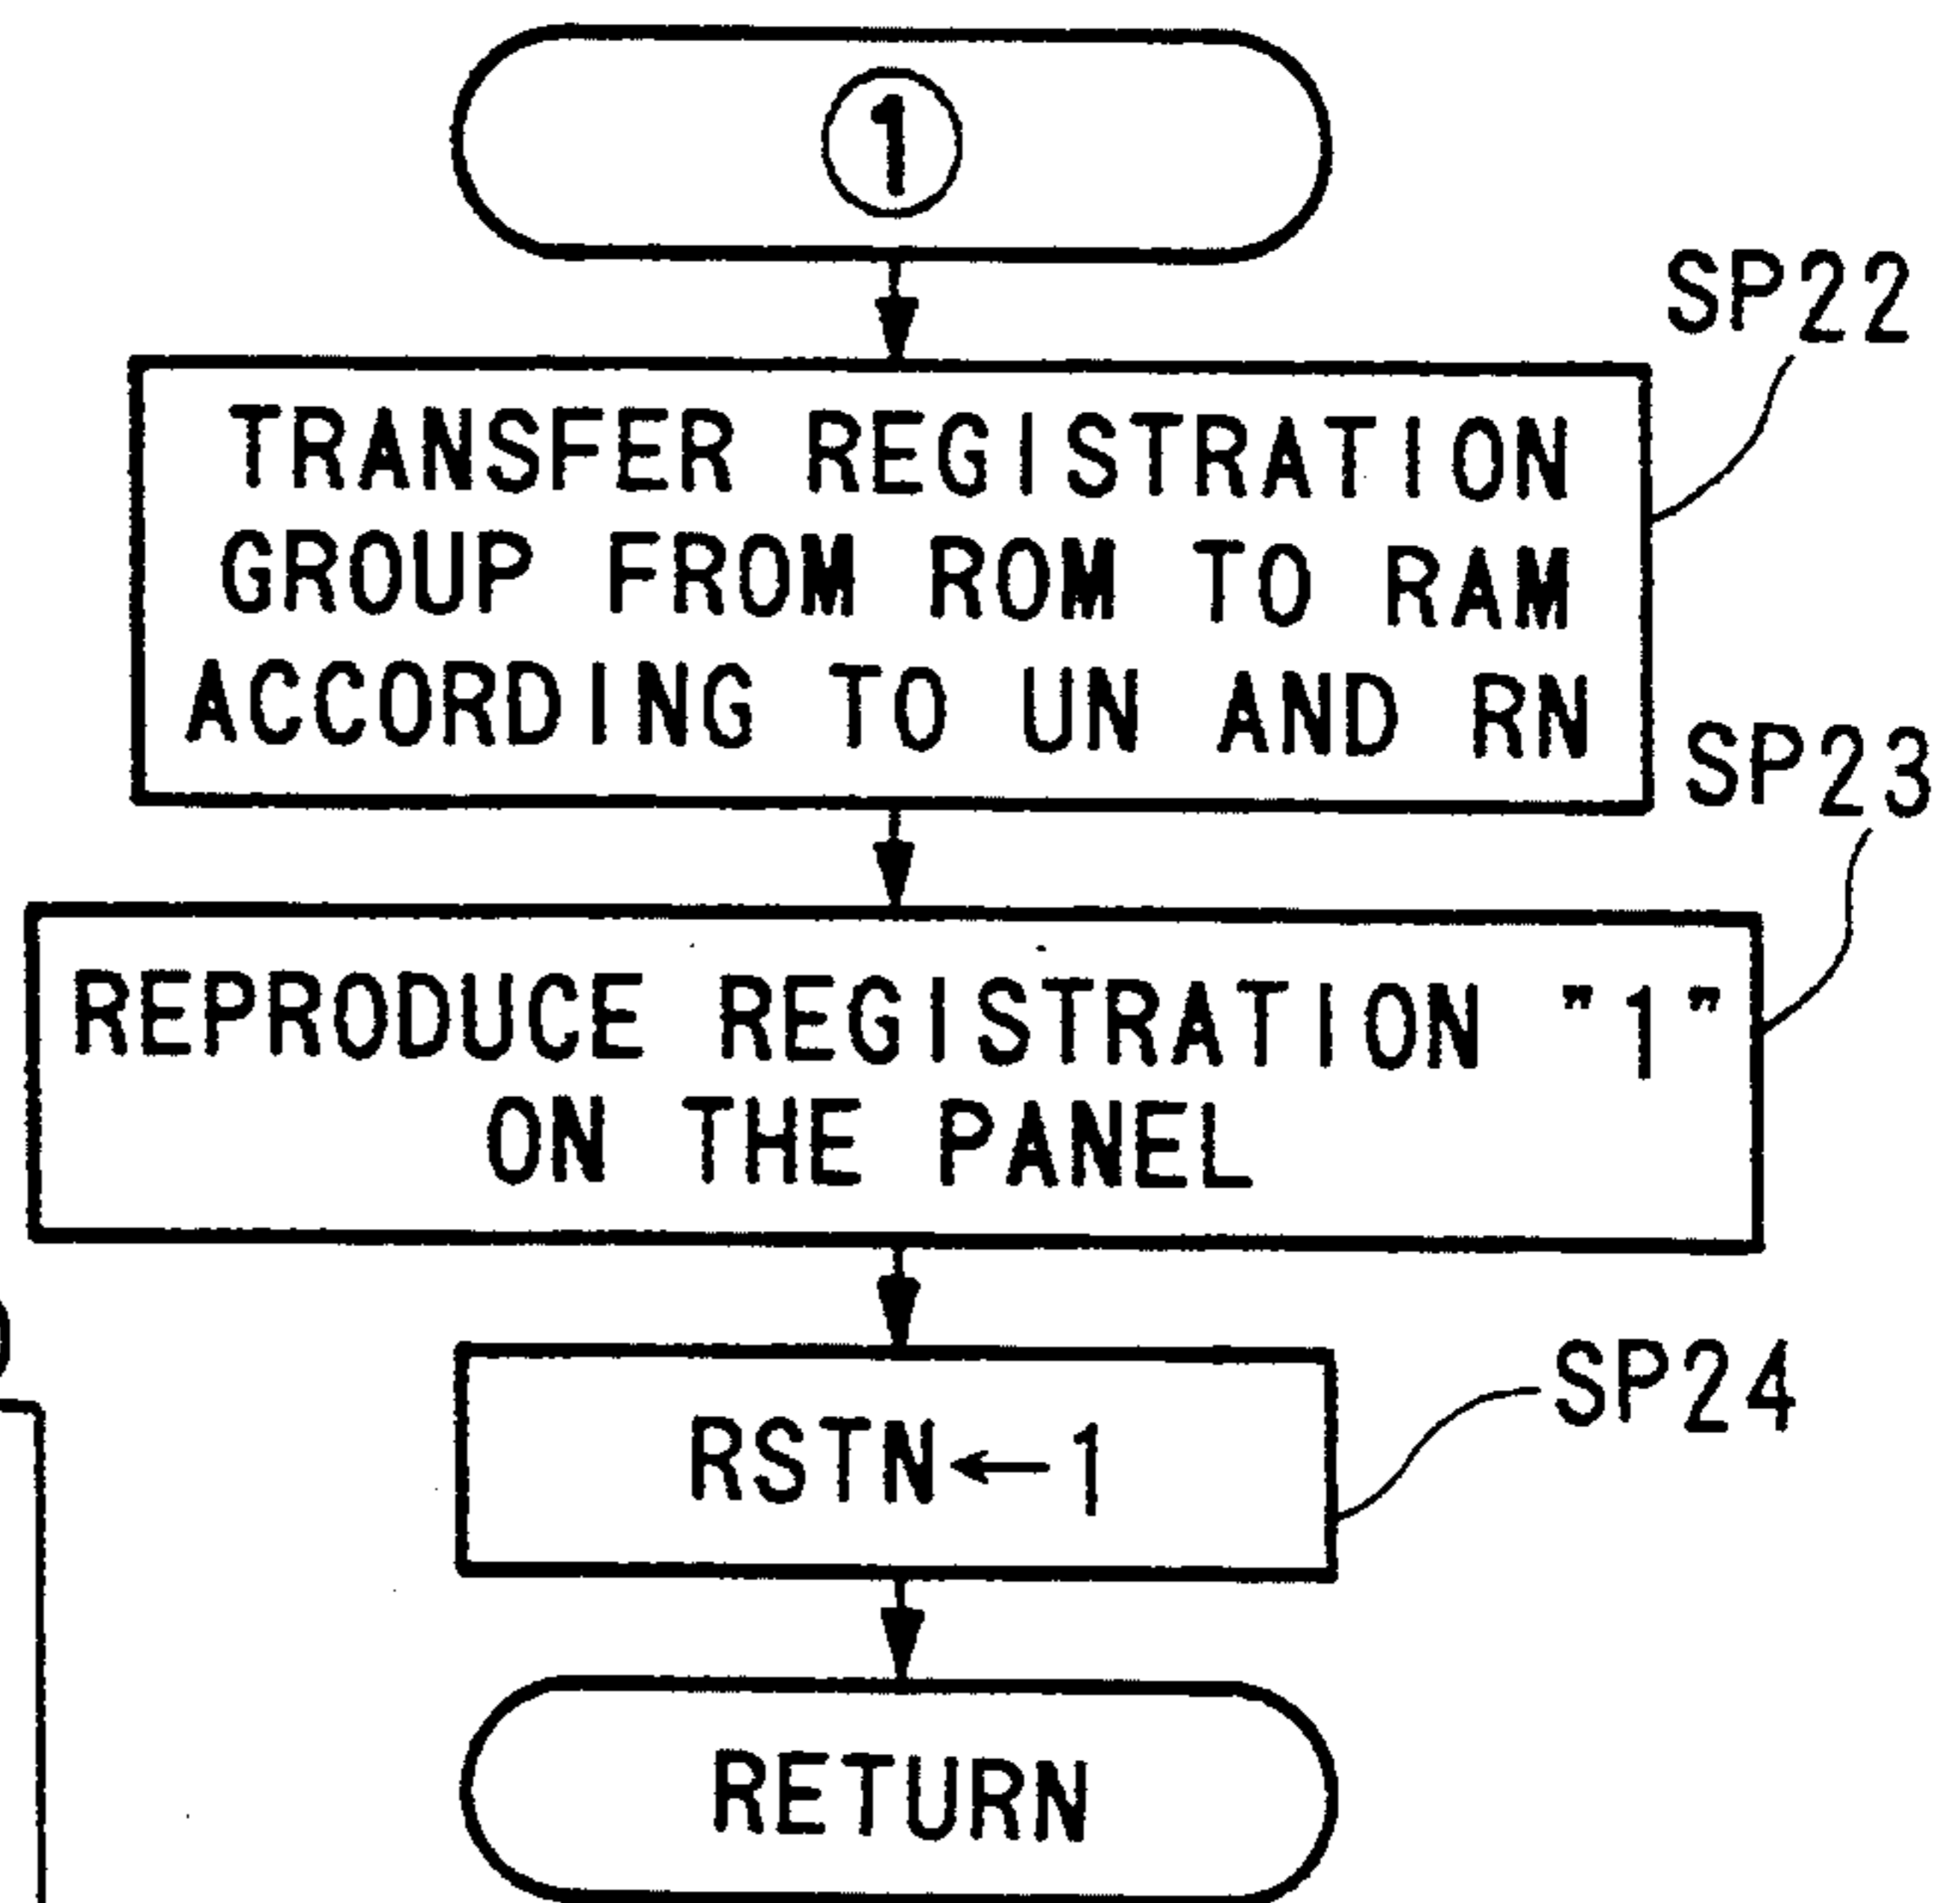 1
SP22
TRANSFER REGISTRATION
GROUP FROM ROM TO RAM
ACCORDING TO UN AND RN
SP23
REPRODUCE REGISTRATION "1"
ON THE PANEL
SP24
RSTN←1
RETURN